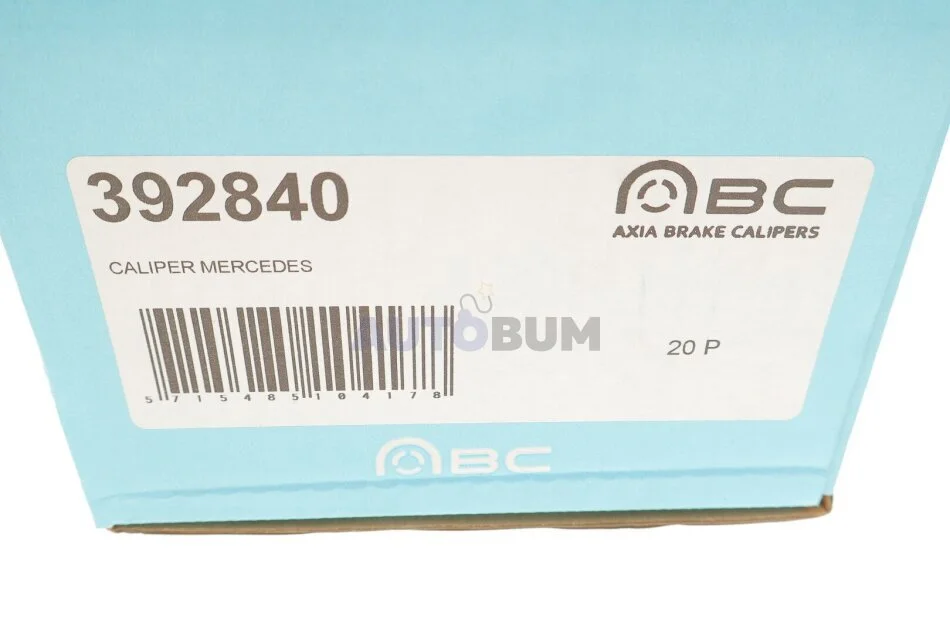 392840
ABC
AXIA BRAKE CALIPERS
CALIPER MERCEDES
AUTOBUM
20 P
5715485104178
ABC